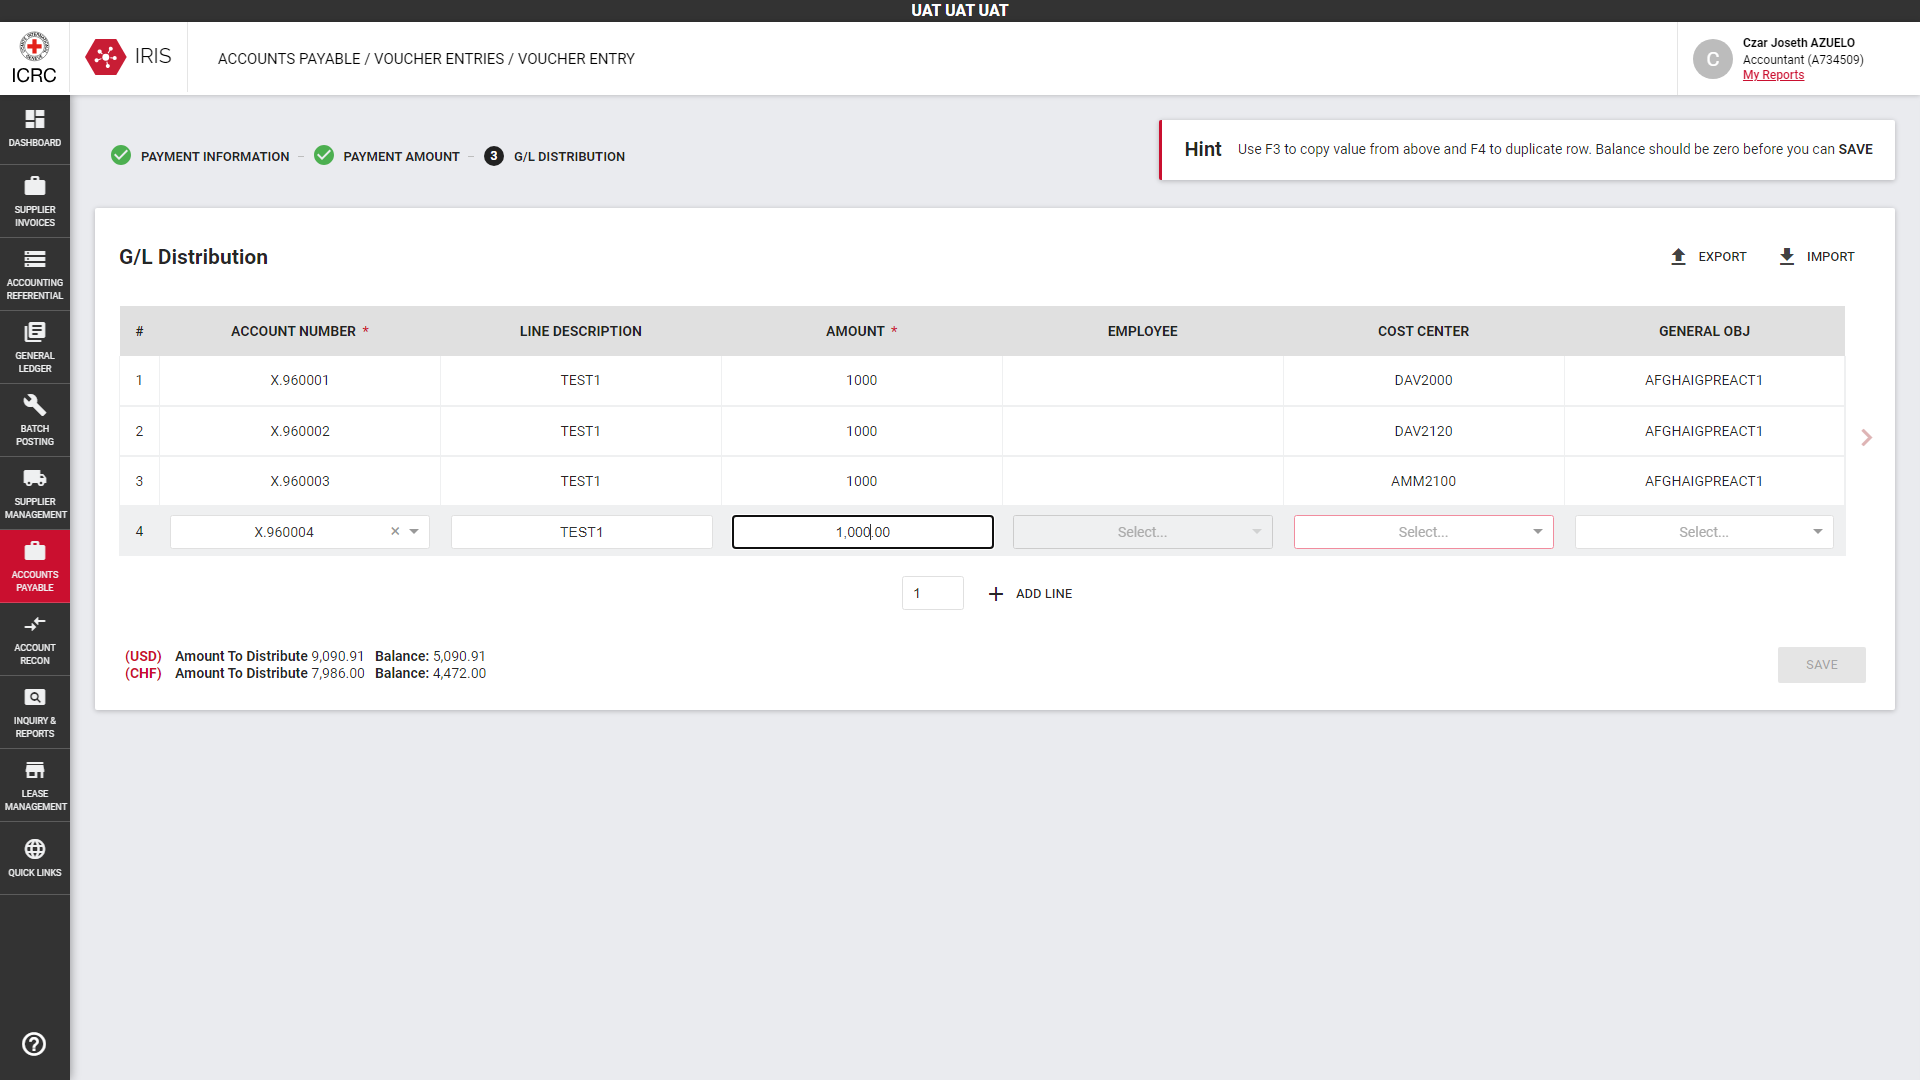 UAT UAT UAT
ICRC
IRIS
ACCOUNTS PAYABLE / VOUCHER ENTRIES / VOUCHER ENTRY
C
Czar Joseth AZUELO
Accountant (A734509)
My Reports
DASHBOARD
SUPPLIER
INVOICES
ACCOUNTING
REFERENTIAL
GENERAL
LEDGER
BATCH
POSTING
SUPPLIER
MANAGEMENT
ACCOUNTS
PAYABLE
ACCOUNT
RECON
INQUIRY &
REPORTS
LEASE
MANAGEMENT
QUICK LINKS
PAYMENT INFORMATION
PAYMENT AMOUNT
3 G/L DISTRIBUTION
Hint Use F3 to copy value from above and F4 to duplicate row. Balance should be zero before you can SAVE
G/L Distribution
EXPORT
IMPORT
# ACCOUNT NUMBER * LINE DESCRIPTION AMOUNT * EMPLOYEE COST CENTER GENERAL OBJ
1 X.960001 TEST1 1000 DAV2000 AFGHAIGPREACT1
2 X.960002 TEST1 1000 DAV2120 AFGHAIGPREACT1
3 X.960003 TEST1 1000 AMM2100 AFGHAIGPREACT1
4 X.960004 TEST1 1,000.00 Select... Select... Select...
1 ADD LINE
(USD) Amount To Distribute 9,090.91 Balance: 5,090.91
(CHF) Amount To Distribute 7,986.00 Balance: 4,472.00
SAVE